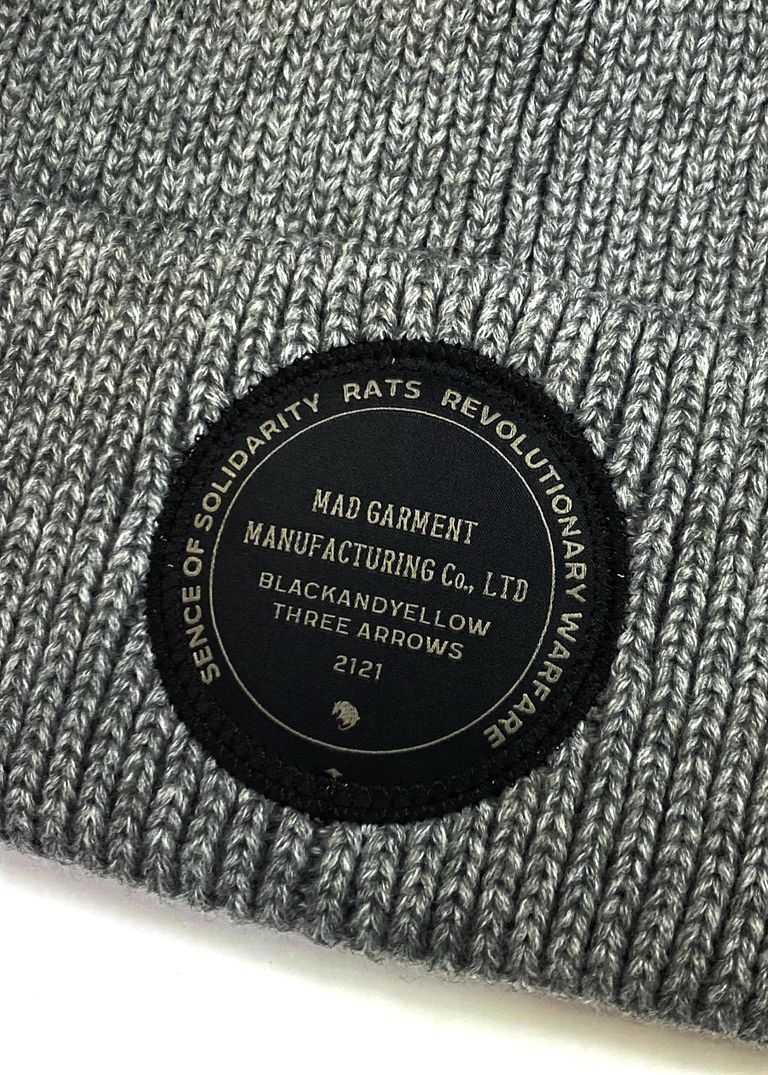 SENCE OF SOLIDARITY RATS REVOLUTIONARY WARFARE
MAD GARMENT
MANUFACTURING Co., LTD
BLACKANDYELLOW
THREE ARROWS
2121